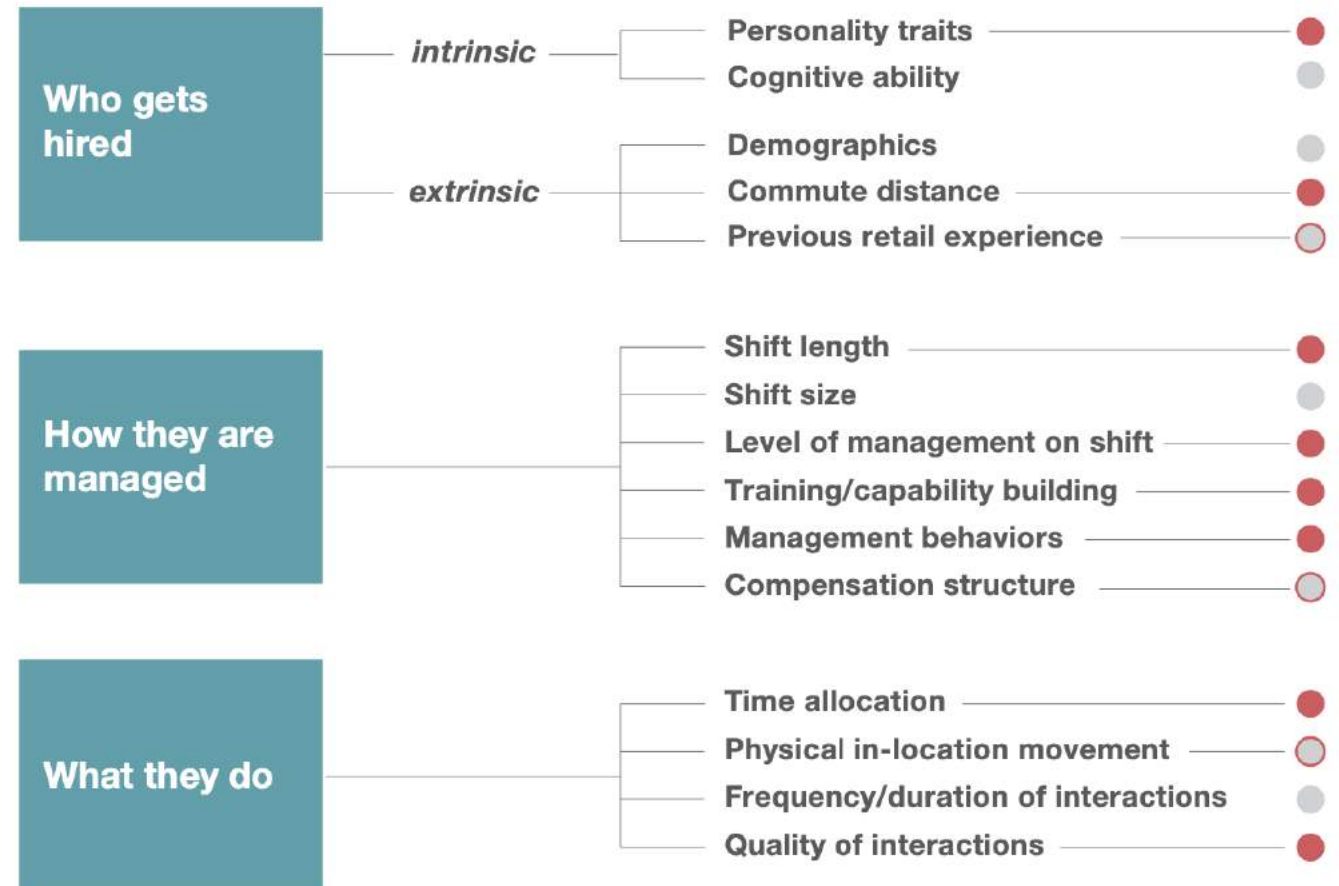 Who gets
hired
intrinsic
Personality traits
Cognitive ability
extrinsic
Demographics
Commute distance
Previous retail experience
How they are
managed
Shift length
Shift size
Level of management on shift
Training/capability building
Management behaviors
Compensation structure
What they do
Time allocation
Physical in-location movement
Frequency/duration of interactions
Quality of interactions